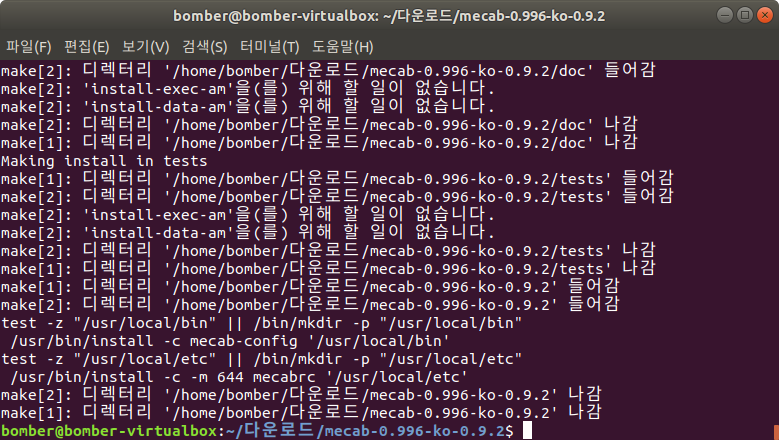 bomber@bomber-virtualbox: ~/다운로드/mecab-0.996-ko-0.9.2
파일(F) 편집(E) 보기(V) 검색(S) 터미널(T) 도움말(H)
make[2]: 디렉터리 '/home/bomber/다운로드/mecab-0.996-ko-0.9.2/doc' 들어감
make[2]: 'install-exec-am'을(를) 위해 할 일이 없습니다.
make[2]: 'install-data-am'을(를) 위해 할 일이 없습니다.
make[2]: 디렉터리 '/home/bomber/다운로드/mecab-0.996-ko-0.9.2/doc' 나감
make[1]: 디렉터리 '/home/bomber/다운로드/mecab-0.996-ko-0.9.2/doc' 나감
Making install in tests
make[1]: 디렉터리 '/home/bomber/다운로드/mecab-0.996-ko-0.9.2/tests' 들어감
make[2]: 디렉터리 '/home/bomber/다운로드/mecab-0.996-ko-0.9.2/tests' 들어감
make[2]: 'install-exec-am'을(를) 위해 할 일이 없습니다.
make[2]: 'install-data-am'을(를) 위해 할 일이 없습니다.
make[2]: 디렉터리 '/home/bomber/다운로드/mecab-0.996-ko-0.9.2/tests' 나감
make[1]: 디렉터리 '/home/bomber/다운로드/mecab-0.996-ko-0.9.2/tests' 나감
make[1]: 디렉터리 '/home/bomber/다운로드/mecab-0.996-ko-0.9.2' 들어감
make[2]: 디렉터리 '/home/bomber/다운로드/mecab-0.996-ko-0.9.2' 들어감
test -z "/usr/local/bin" || /bin/mkdir -p "/usr/local/bin"
 /usr/bin/install -c mecab-config '/usr/local/bin'
test -z "/usr/local/etc" || /bin/mkdir -p "/usr/local/etc"
 /usr/bin/install -c -m 644 mecabrc '/usr/local/etc'
make[2]: 디렉터리 '/home/bomber/다운로드/mecab-0.996-ko-0.9.2' 나감
make[1]: 디렉터리 '/home/bomber/다운로드/mecab-0.996-ko-0.9.2' 나감
bomber@bomber-virtualbox:~/다운로드/mecab-0.996-ko-0.9.2$